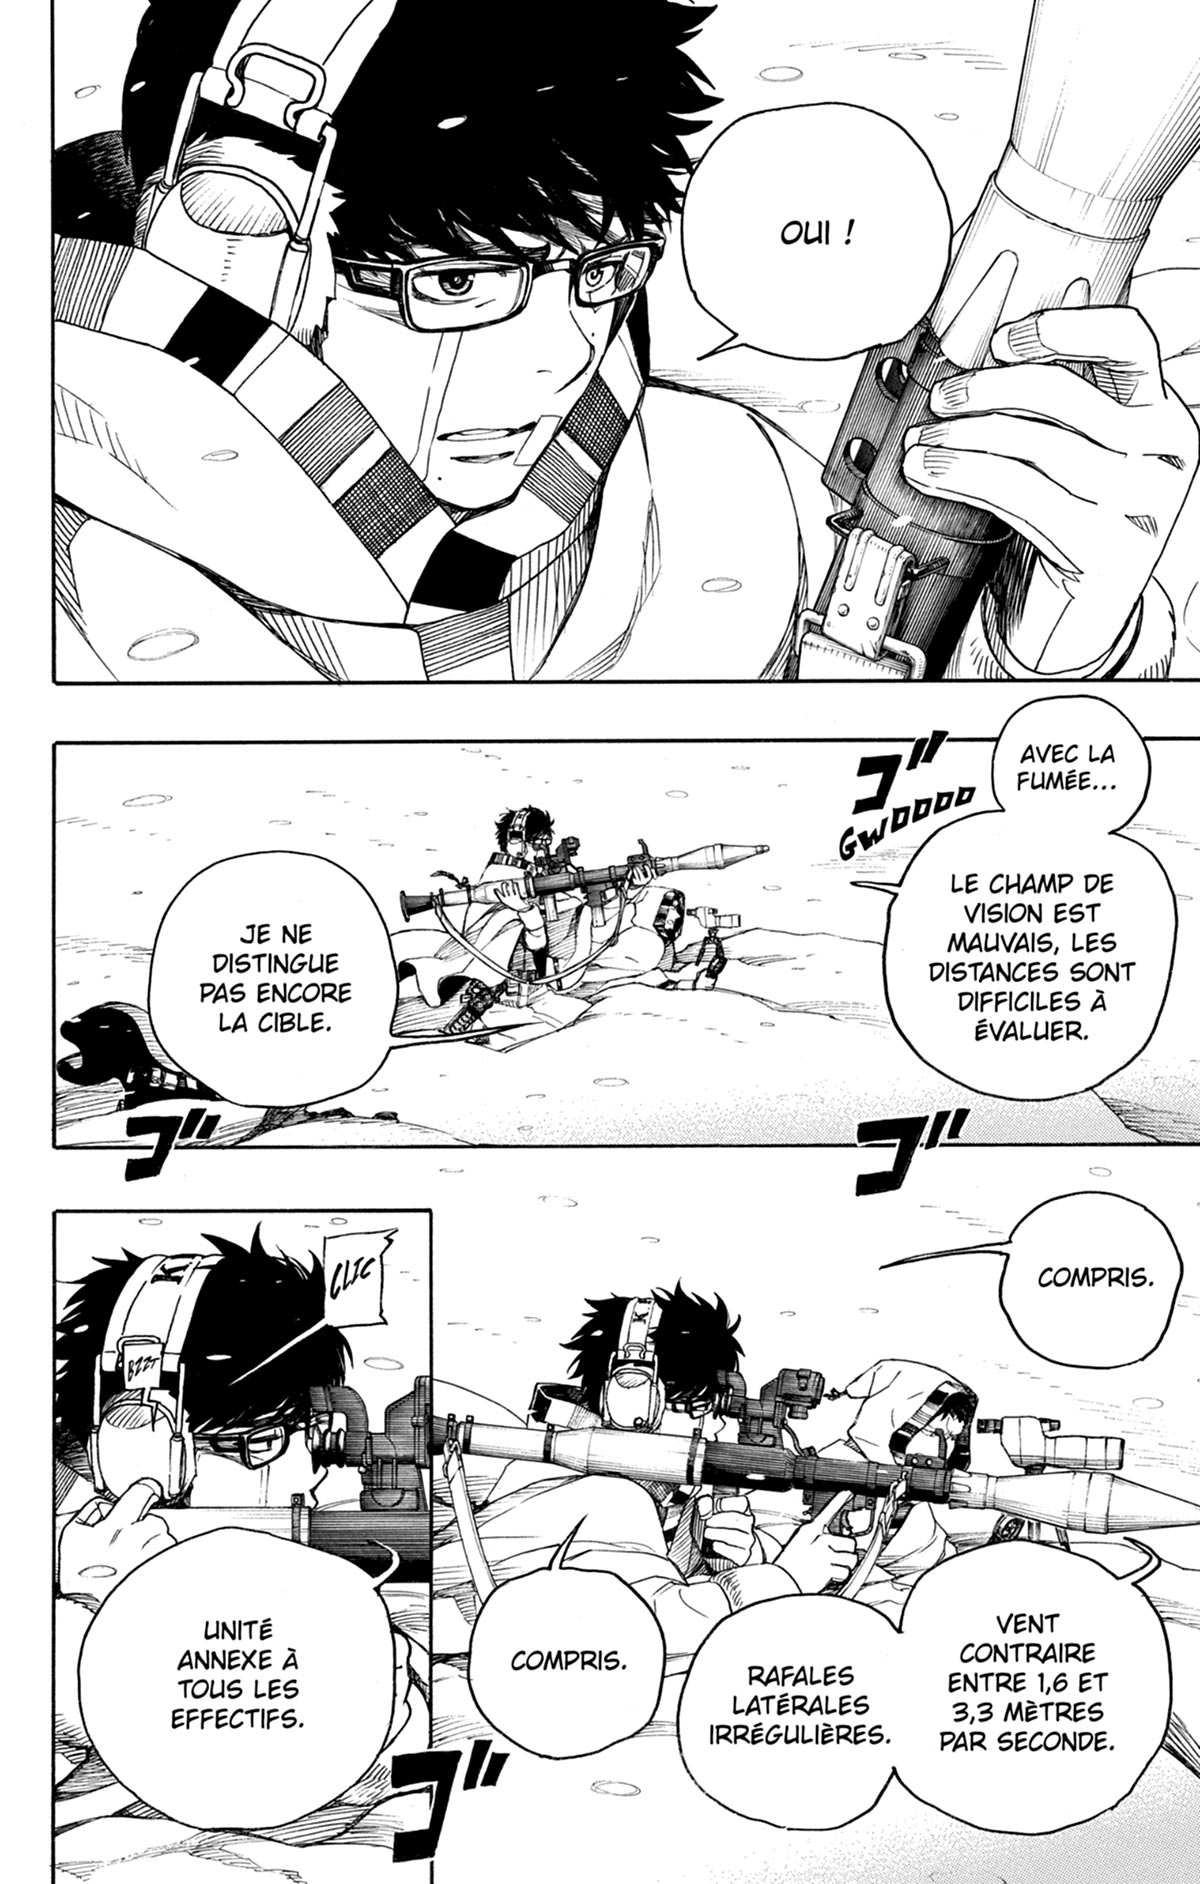 OUI !
AVEC LA
FUMÉE...
LE CHAMP DE
VISION EST
MAUVAIS, LES
DISTANCES SONT
DIFFICILES À
ÉVALUER.
ゴ
GWOOOO
JE NE
DISTINGUE
PAS ENCORE
LA CIBLE.
ゴ
ゴ
COMPRIS.
VENT
CONTRAIRE
ENTRE 1,6 ET
3,3 MÈTRES
PAR SECONDE.
RAFALES
LATÉRALES
IRRÉGULIÈRES.
COMPRIS.
K
CLIC
K
BZZT
UNITÉ
ANNEXE À
TOUS LES
EFFECTIFS.
ゴ